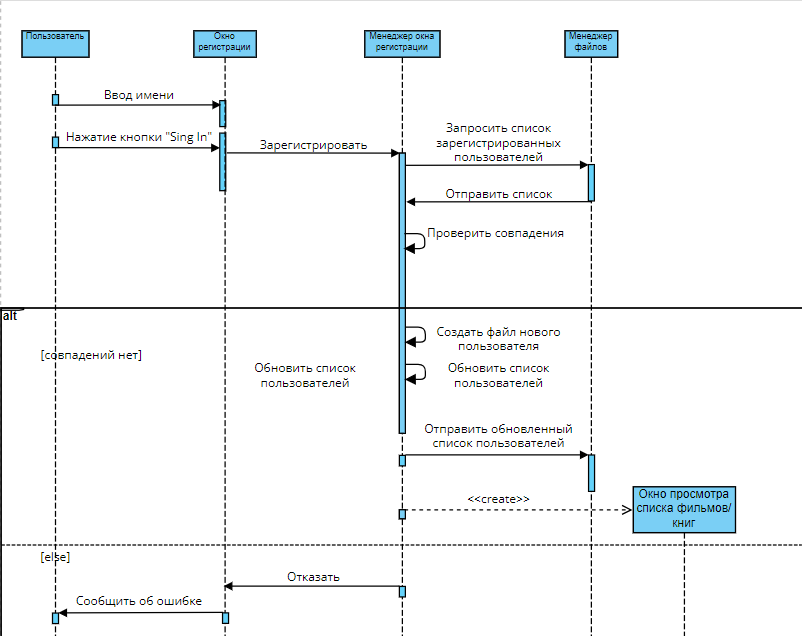 Пользователь
Окно
регистрации
Менеджер окна
регистрации
Менеджер
файлов
Ввод имени
Нажатие кнопки "Sing In"
Зарегистрировать
Запросить список
зарегистрированных
пользователей
Отправить список
Проверить совпадения
alt
[совпадений нет]
Создать файл нового
пользователя
Обновить список
пользователей
Обновить список
пользователей
Отправить обновленный
список пользователей
<<create>>
Окно просмотра
списка фильмов/
книг
[else]
Отказать
Сообщить об ошибке